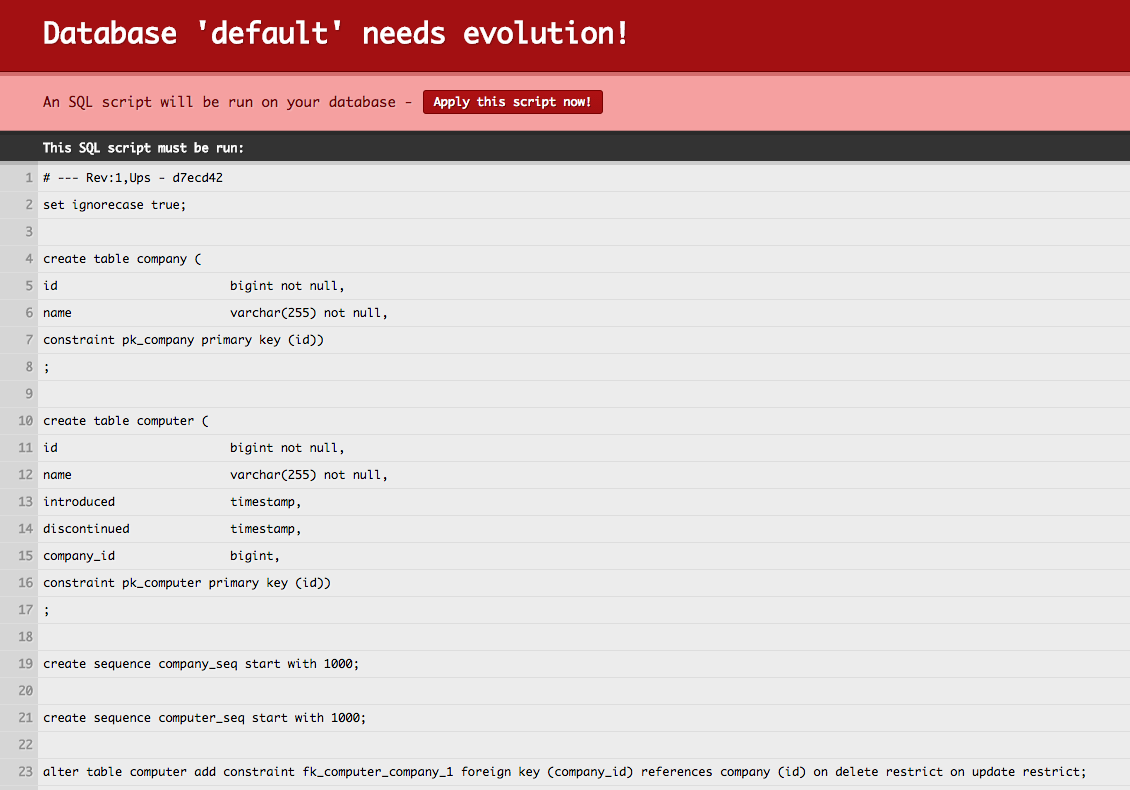 Database 'default' needs evolution!
An SQL script will be run on your database - Apply this script now!
This SQL script must be run:
1 # --- Rev:1,Ups - d7ecd42
2 set ignorecase true;
3
4 create table company (
5 id bigint not null,
6 name varchar(255) not null,
7 constraint pk_company primary key (id))
8 ;
9
10 create table computer (
11 id bigint not null,
12 name varchar(255) not null,
13 introduced timestamp,
14 discontinued timestamp,
15 company_id bigint,
16 constraint pk_computer primary key (id))
17 ;
18
19 create sequence company_seq start with 1000;
20
21 create sequence computer_seq start with 1000;
22
23 alter table computer add constraint fk_computer_company_1 foreign key (company_id) references company (id) on delete restrict on update restrict;